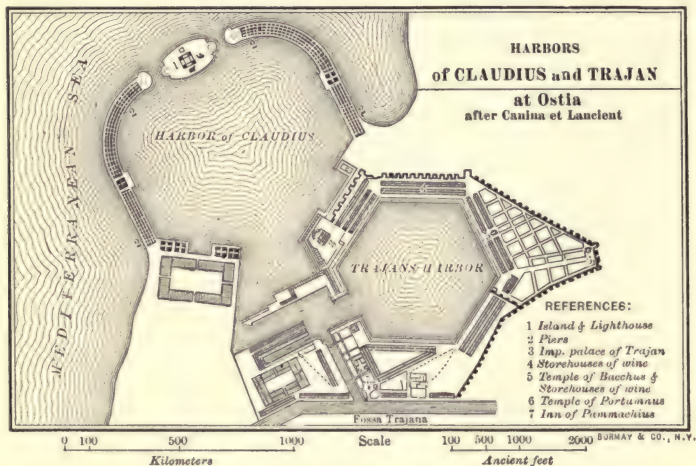 HARBORS
of CLAUDIUS and TRAJAN
at Ostia
after Canina et Lancient
MEDITERRANEAN SEA
HARBOR of CLAUDIUS
TRAJANS HARBOR
REFERENCES:
1 Island & Lighthouse
2 Piers
3 Imp. palace of Trajan
4 Storehouses of wine
5 Temple of Bacchus &
Storehouses of wine
6 Temple of Portumnus
7 Inn of Pammachius
Fossa Trajana
0 100 500 1000 Scale 100 500 1000 2000 BORMAY & CO., N.Y.
Kilometers Ancient feet